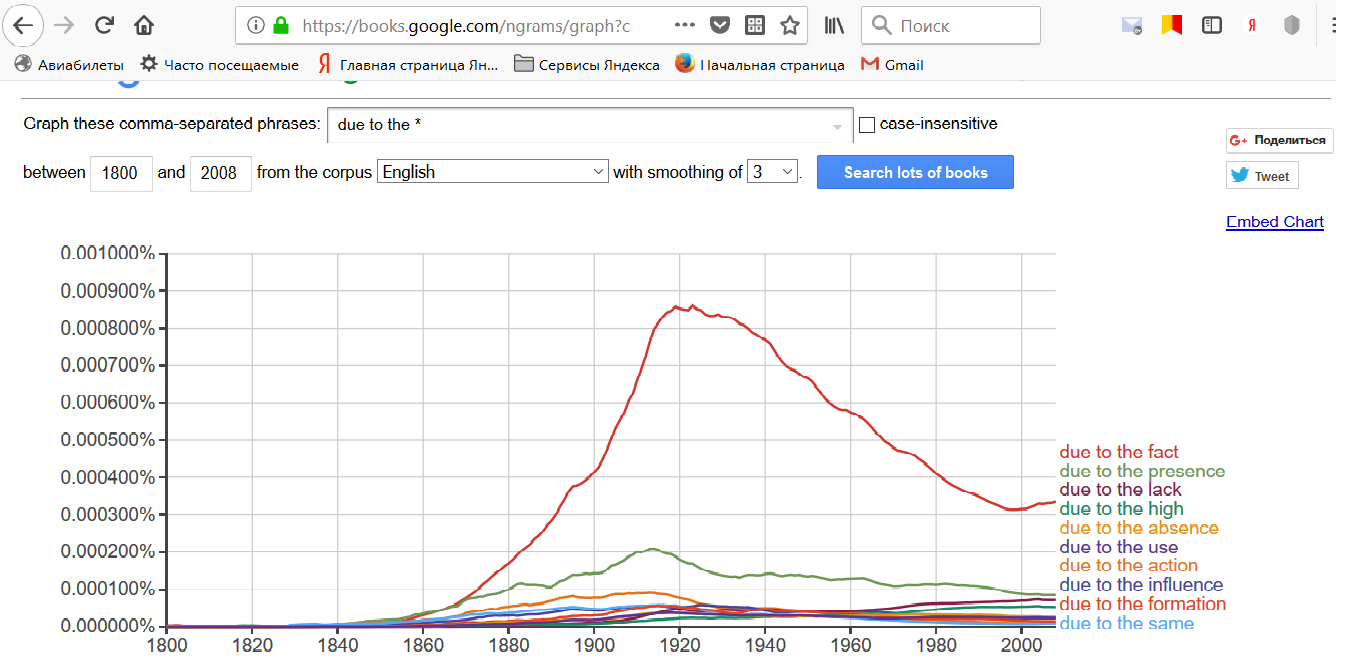 https://books.google.com/ngrams/graph?c
Поиск
Авиабилеты Часто посещаемые Главная страница Ян... Сервисы Яндекса Начальная страница Gmail
Graph these comma-separated phrases: due to the * case-insensitive
between 1800 and 2008 from the corpus English with smoothing of 3 . Search lots of books
G+ Поделиться
Tweet
Embed Chart
0.001000%
0.000900%
0.000800%
0.000700%
0.000600%
0.000500%
0.000400%
0.000300%
0.000200%
0.000100%
0.000000%
1800 1820 1840 1860 1880 1900 1920 1940 1960 1980 2000
due to the fact
due to the presence
due to the lack
due to the high
due to the absence
due to the use
due to the action
due to the influence
due to the formation
due to the same